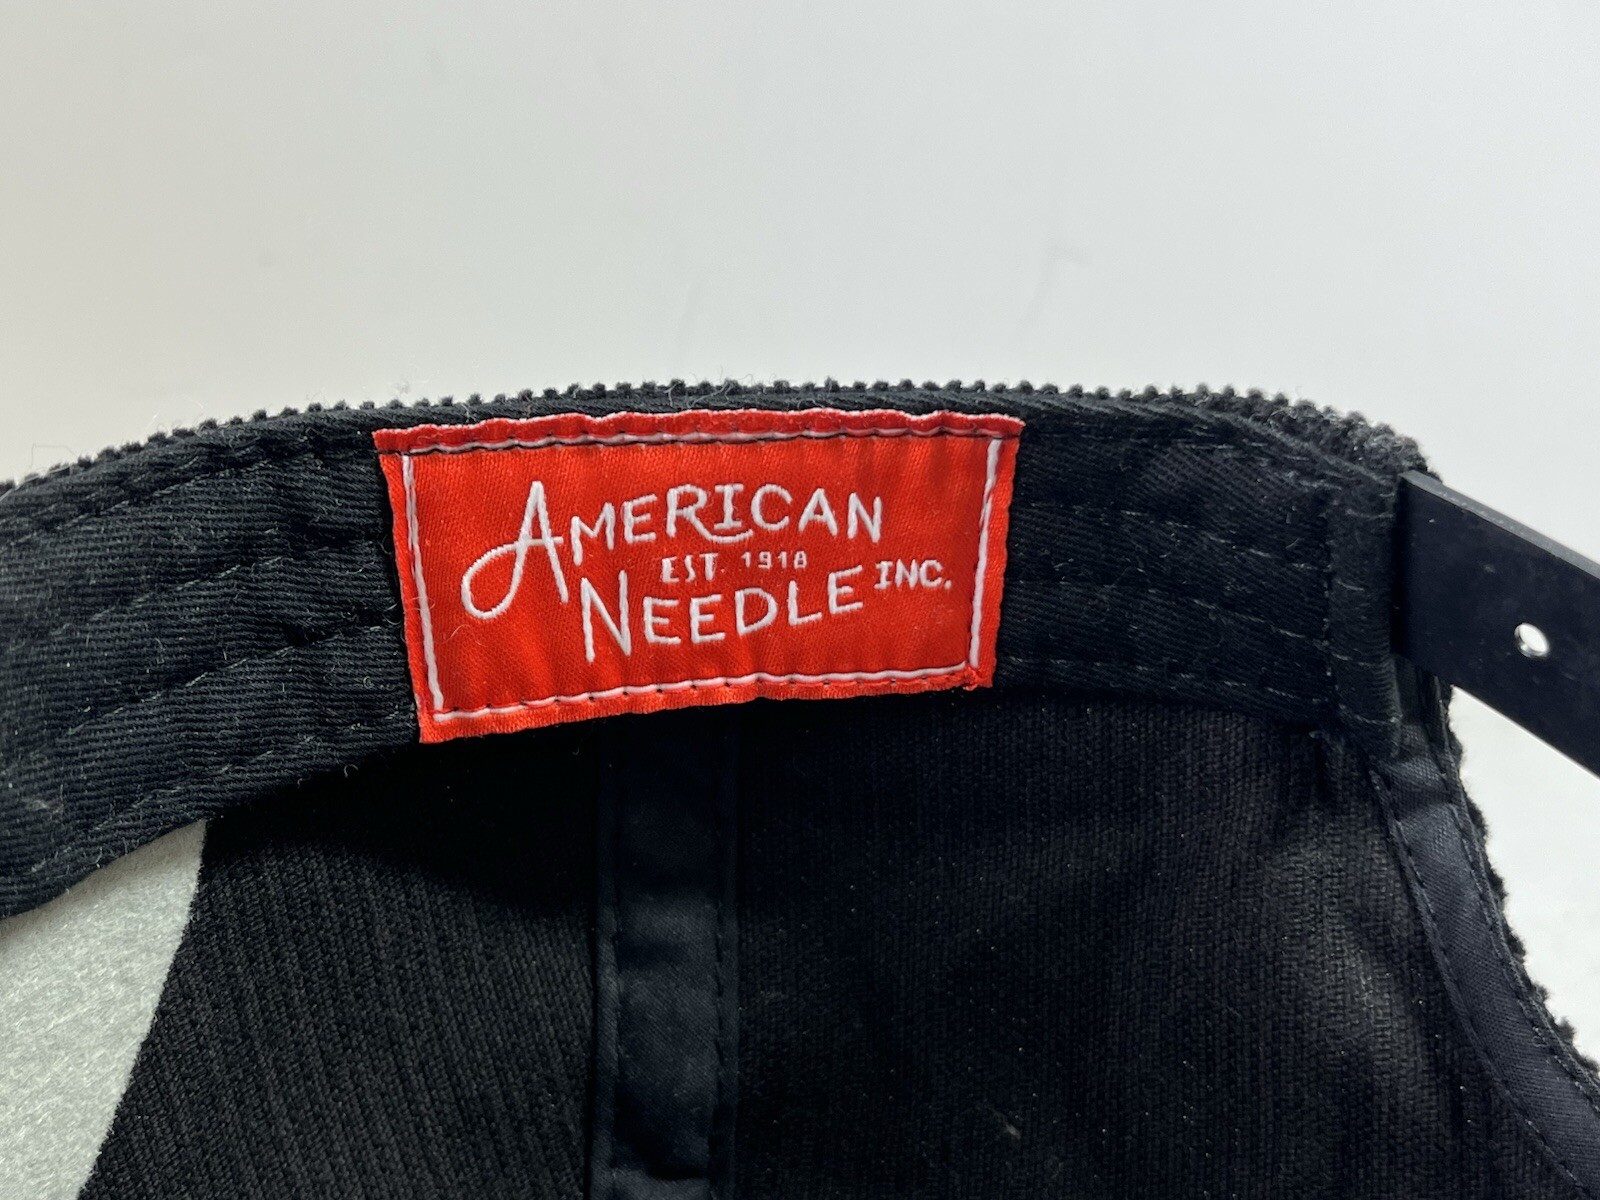 AMERICAN
EST. 1918
NEEDLE INC.